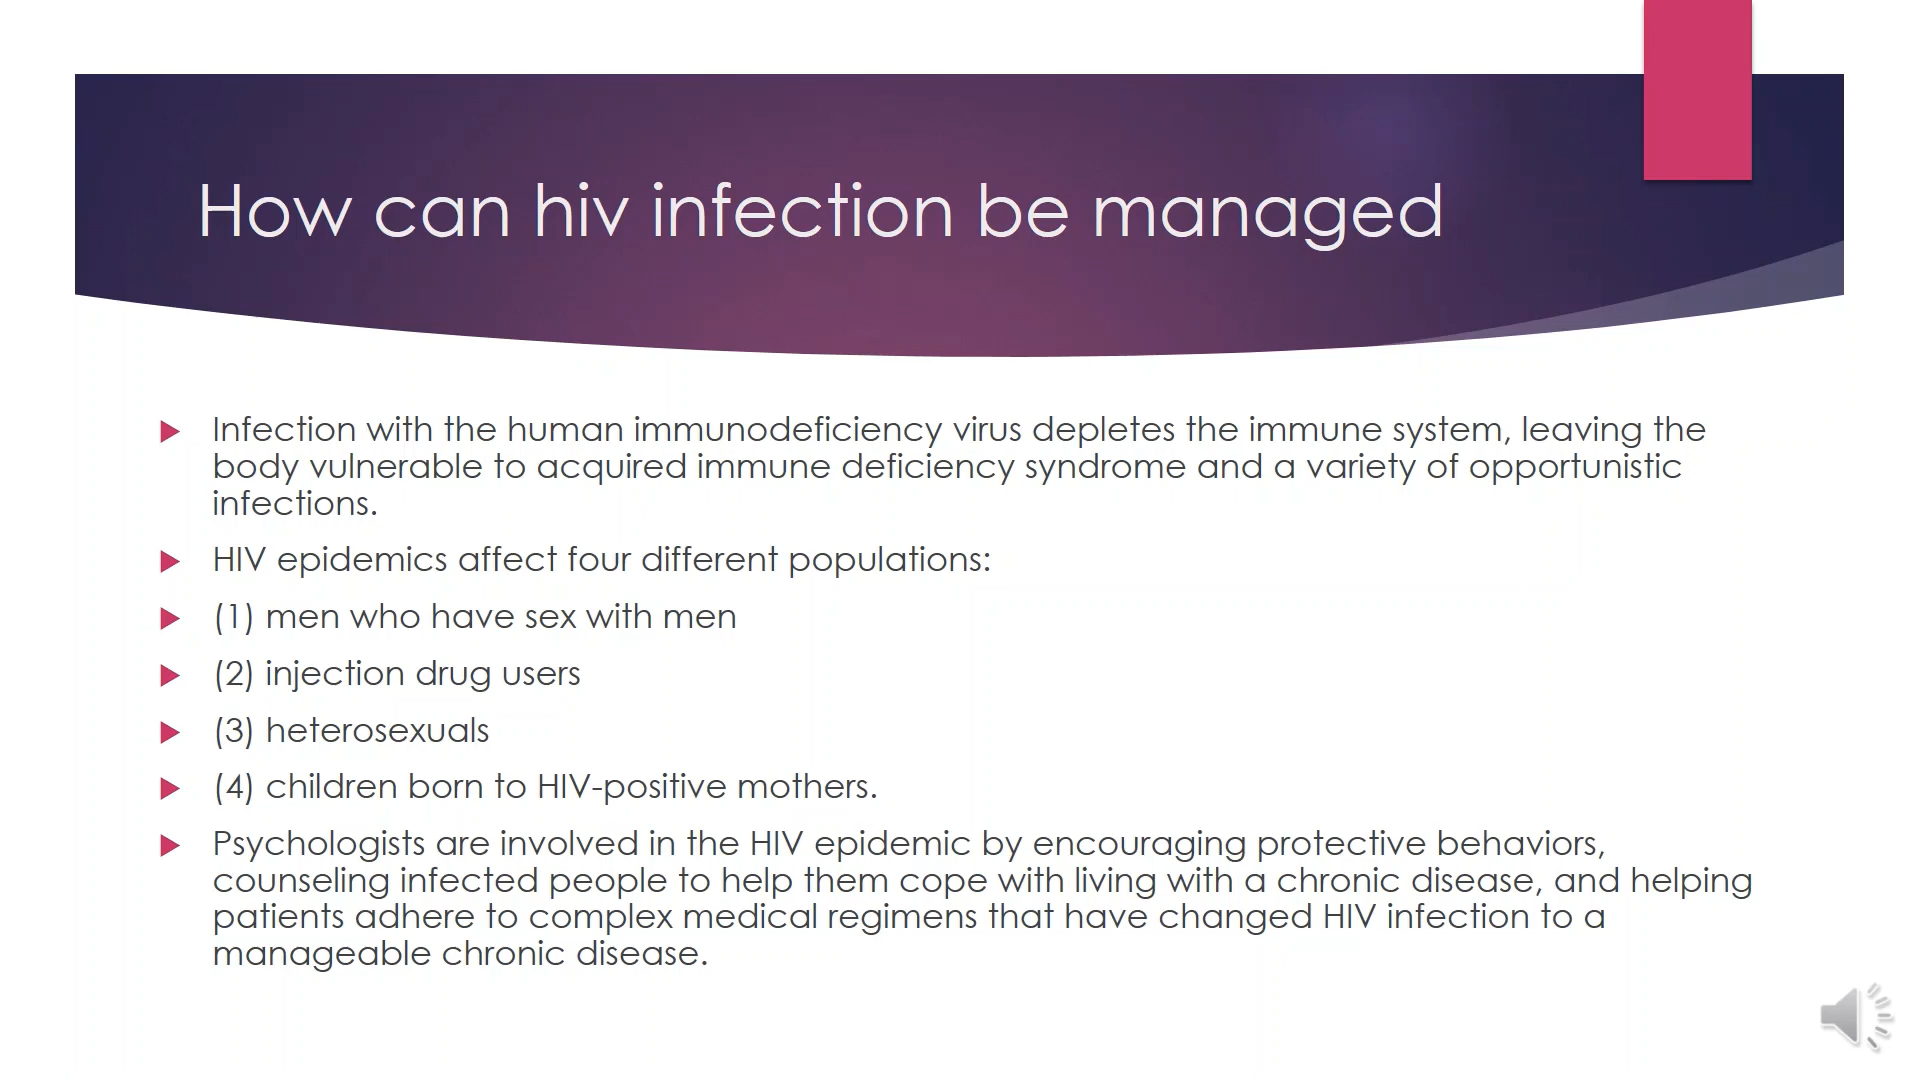 How can hiv infection be managed
Infection with the human immunodeficiency virus depletes the immune system, leaving the
body vulnerable to acquired immune deficiency syndrome and a variety of opportunistic
infections.
HIV epidemics affect four different populations:
(1) men who have sex with men
(2) injection drug users
(3) heterosexuals
(4) children born to HIV-positive mothers.
Psychologists are involved in the HIV epidemic by encouraging protective behaviors,
counseling infected people to help them cope with living with a chronic disease, and helping
patients adhere to complex medical regimens that have changed HIV infection to a
manageable chronic disease.